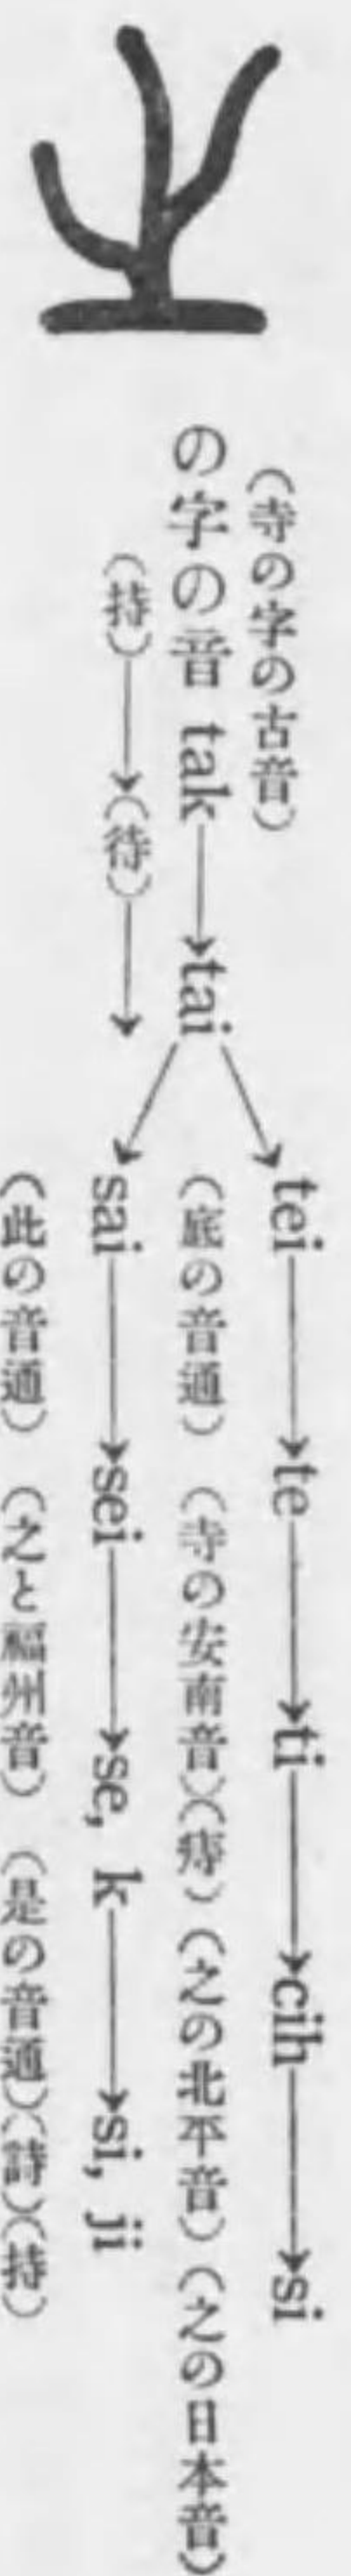 㞢
tei→te→ti→cih→si
（寺の字の古音）
（底の音通）（寺の安南音）（痔）（之の北平音）（之の日本音）
の字の音 tak→tai
（持）→（待）→
sai→sei→se, k→si, ji
（此の音通）（之と福州音）（是の音通）（詩）（持）